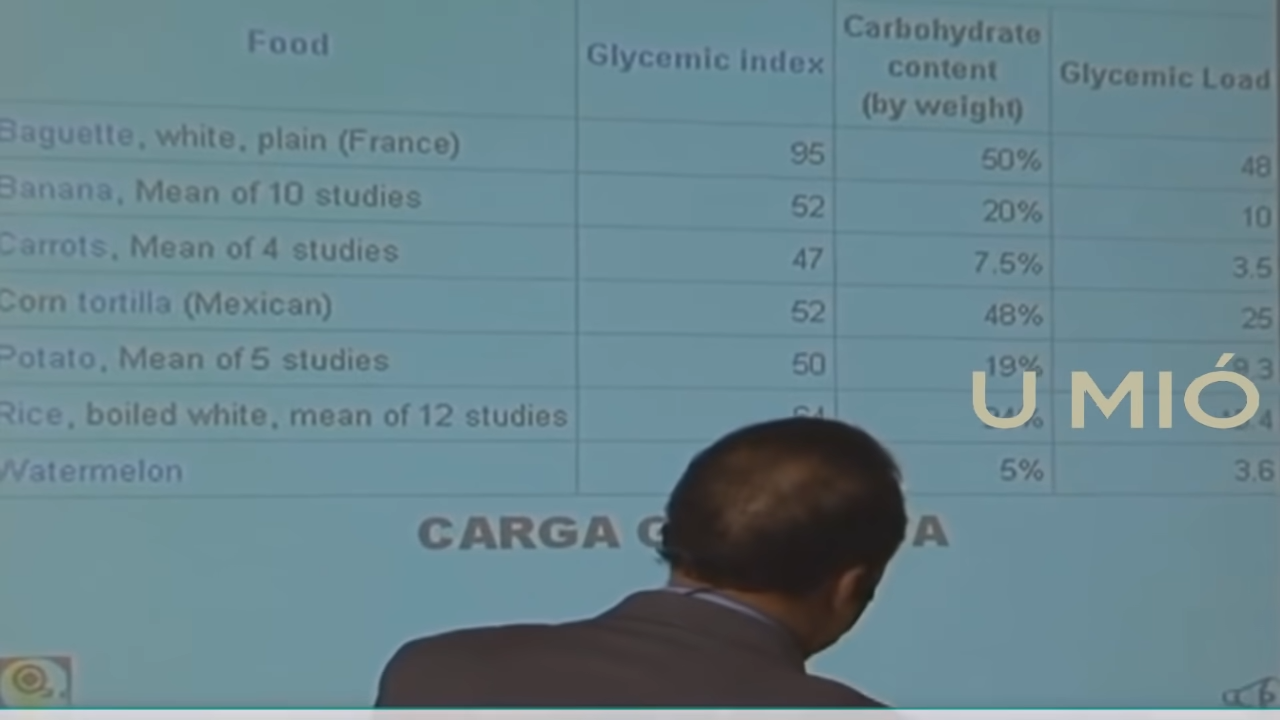 Food Glycemic index Carbohydrate content (by weight) Glycemic Load
Baguette, white, plain (France) 95 50% 48
Banana, Mean of 10 studies 52 20% 10
Carrots, Mean of 4 studies 47 7.5% 3.5
Corn tortilla (Mexican) 52 48% 25
Potato, Mean of 5 studies 50 19%
Rice, boiled white, mean of 12 studies
U MIÓ
Watermelon 5% 3.6
CARGA